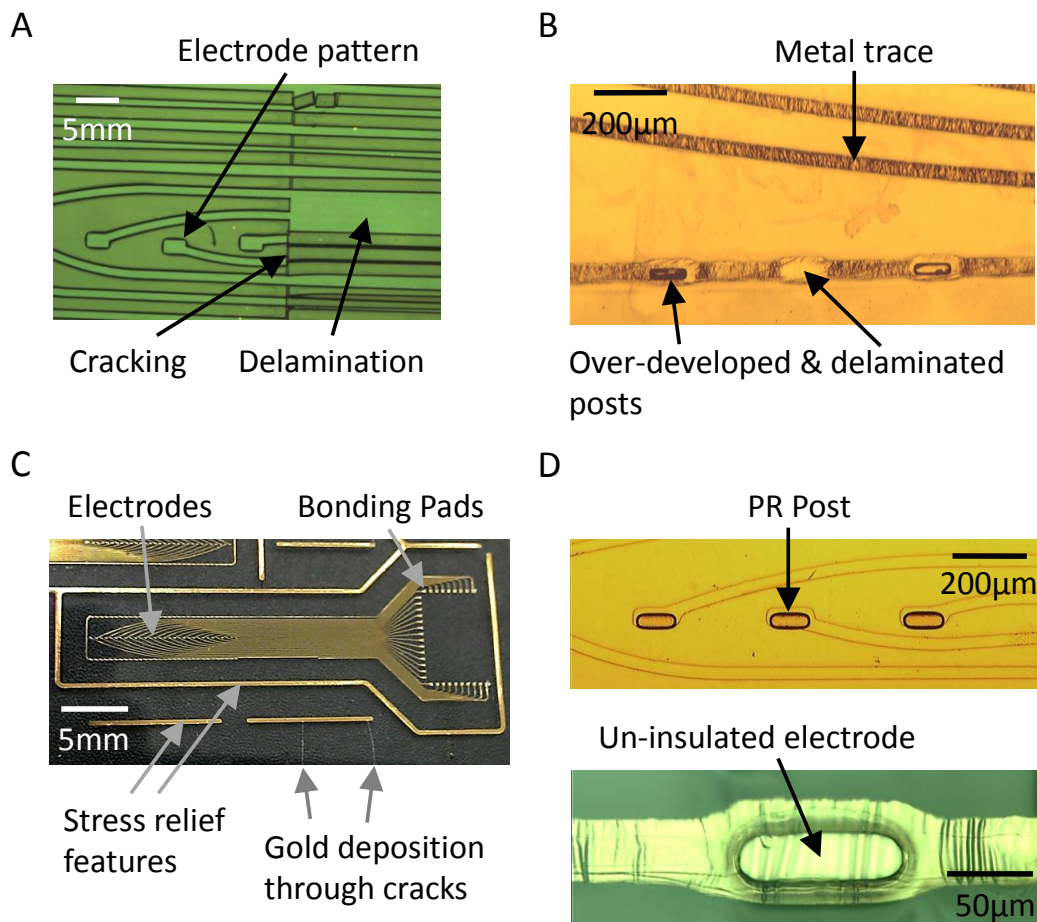 A
Electrode pattern
5mm
Cracking
Delamination
B
Metal trace
200µm
Over-developed & delaminated
posts
C
Electrodes
Bonding Pads
5mm
Stress relief
features
Gold deposition
through cracks
D
PR Post
200µm
Un-insulated electrode
50µm